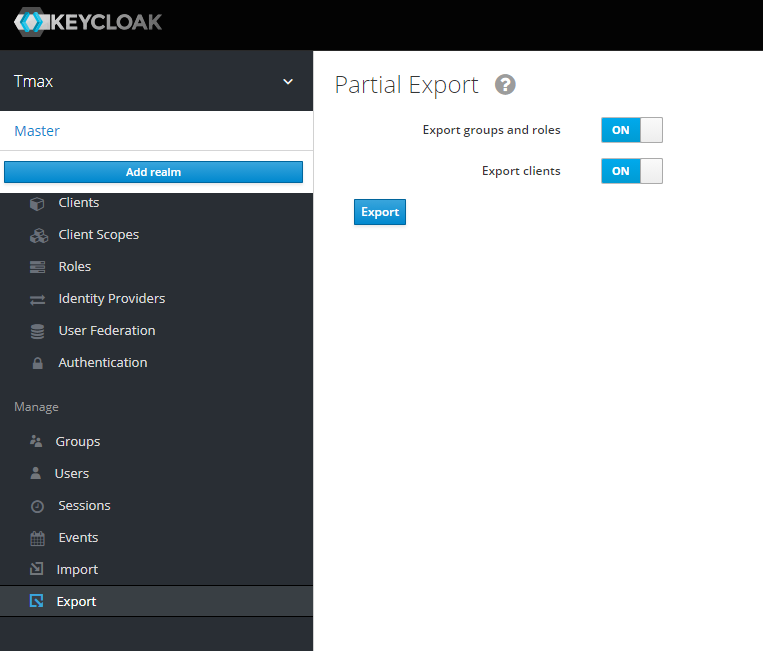 KEYCLOAK
Tmax
Master
Add realm
Clients
Client Scopes
Roles
Identity Providers
User Federation
Authentication
Manage
Groups
Users
Sessions
Events
Import
Export
Partial Export ?
Export groups and roles ON
Export clients ON
Export